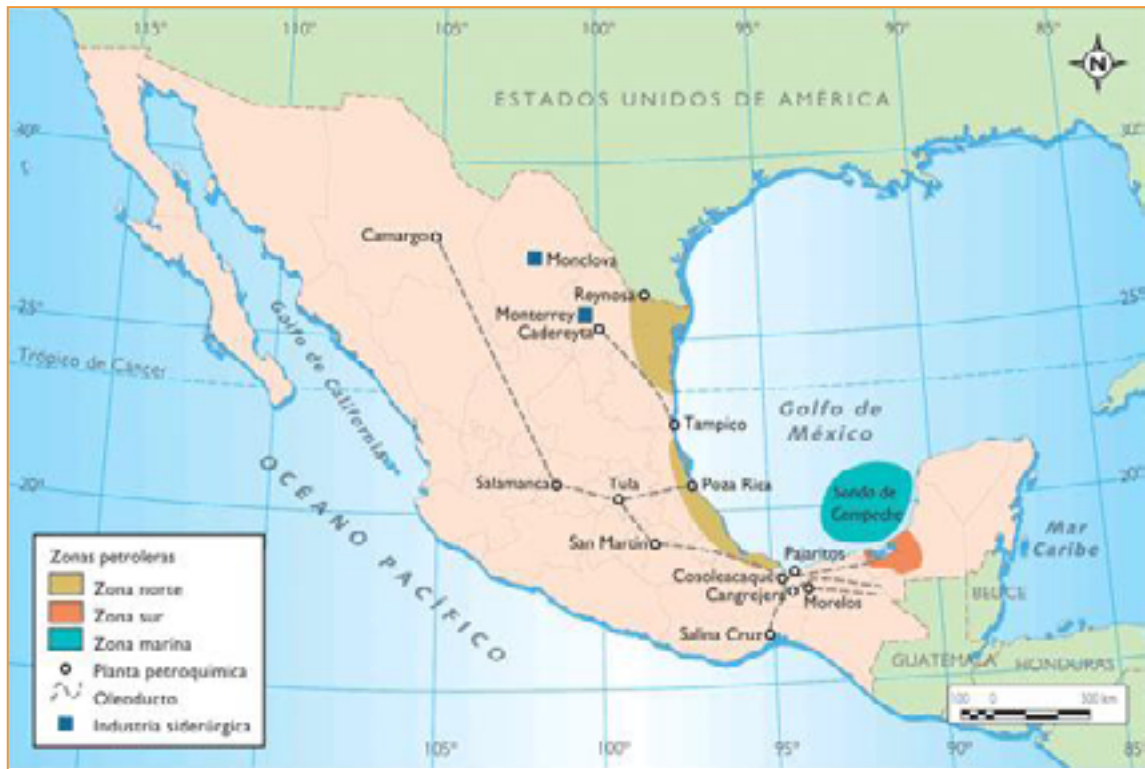 115°
110°
105°
100°
95°
90°
85°
N
ESTADOS UNIDOS DE AMÉRICA
30°
30°
Camargo
Monclova
Reynosa
Monterrey
Cadereyta
25°
25°
Golfo de California
Trópico de Cáncer
Golfo de
México
Tampico
OCÉANO PACÍFICO
20°
20°
Salamanca
Tula
Poza Rica
Sonda de
Campeche
San Martín
Pajaritos
Mar
Caribe
Cosoleacaque
Cangrejera
Morelos
BELICE
Salina Cruz
GUATEMALA
HONDURAS
Zonas petroleras
Zona norte
Zona sur
Zona marina
Planta petroquímica
Oleoducto
Industria siderúrgica
100 0 300 km
105°
100°
95°
90°
85°